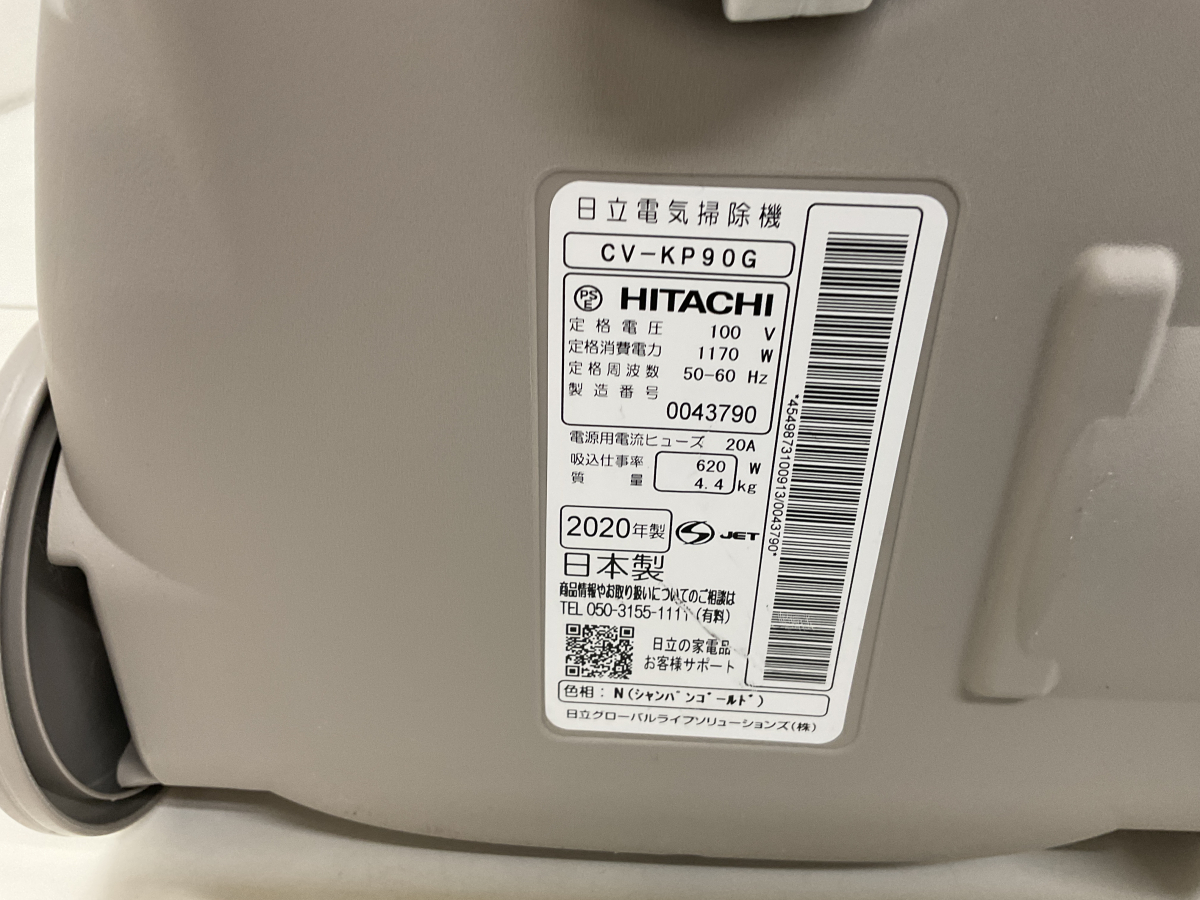 日立電気掃除機
CV-KP90G
PSE HITACHI
定格電圧 100 V
定格消費電力 1170 W
定格周波数 50-60 Hz
製造番号
0043790
電源用電流ヒューズ 20A
吸込仕事率 620 W
質量 4.4 kg
2020年製 JET
日本製
商品情報やお取り扱いについてのご相談は
TEL 050-3155-1111(有料)
日立の家電品
お客様サポート
色相:N(シャンパンゴールド)
日立グローバルライフソリューションズ(株)
*4549873100913/0043790*